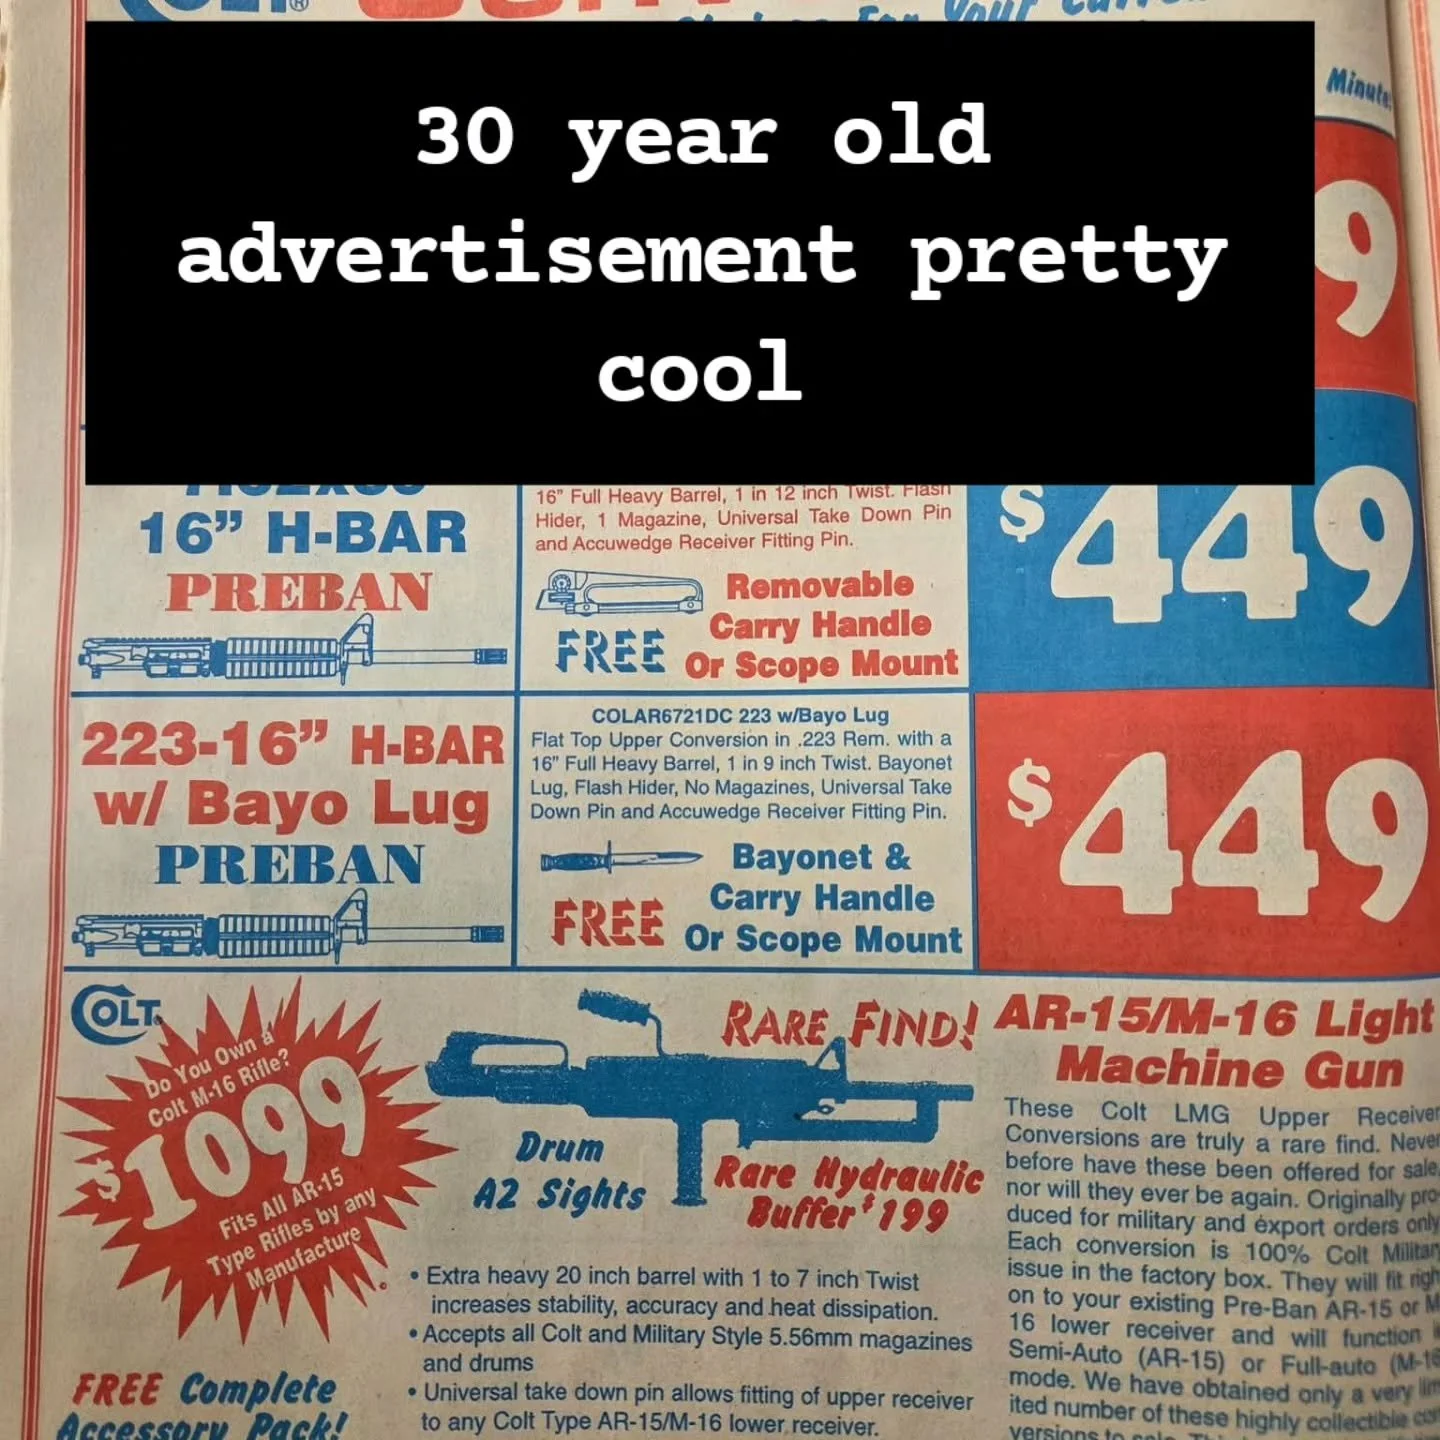 COLT®
Your
30 year old
advertisement pretty
cool
Minute
9
16” H-BAR
PREBAN
16” Full Heavy Barrel, 1 in 12 inch Twist. Flash
Hider, 1 Magazine, Universal Take Down Pin
and Accuwedge Receiver Fitting Pin.
FREE
Removable
Carry Handle
Or Scope Mount
$449
223-16” H-BAR
w/ Bayo Lug
PREBAN
COLAR6721DC 223 w/Bayo Lug
Flat Top Upper Conversion in .223 Rem. with a
16” Full Heavy Barrel, 1 in 9 inch Twist. Bayonet
Lug, Flash Hider, No Magazines, Universal Take
Down Pin and Accuwedge Receiver Fitting Pin.
FREE
Bayonet &
Carry Handle
Or Scope Mount
$449
COLT
Do You Own a
Colt M-16 Rifle?
$1099
Fits All AR-15
Type Rifles by any
Manufacture
FREE Complete
Accessory Pack!
RARE FIND!
Drum
A2 Sights
Rare Hydraulic
Buffer $199
• Extra heavy 20 inch barrel with 1 to 7 inch Twist
increases stability, accuracy and heat dissipation.
• Accepts all Colt and Military Style 5.56mm magazines
and drums
• Universal take down pin allows fitting of upper receiver
to any Colt Type AR-15/M-16 lower receiver.
AR-15/M-16 Light
Machine Gun
These Colt LMG Upper Receiver
Conversions are truly a rare find. Never
before have these been offered for sale,
nor will they ever be again. Originally pro-
duced for military and export orders only
Each conversion is 100% Colt Military
issue in the factory box. They will fit righ
on to your existing Pre-Ban AR-15 or M
16 lower receiver and will function
Semi-Auto (AR-15) or Full-auto (M-16
mode. We have obtained only a very lim
ited number of these highly collectible con
versions to